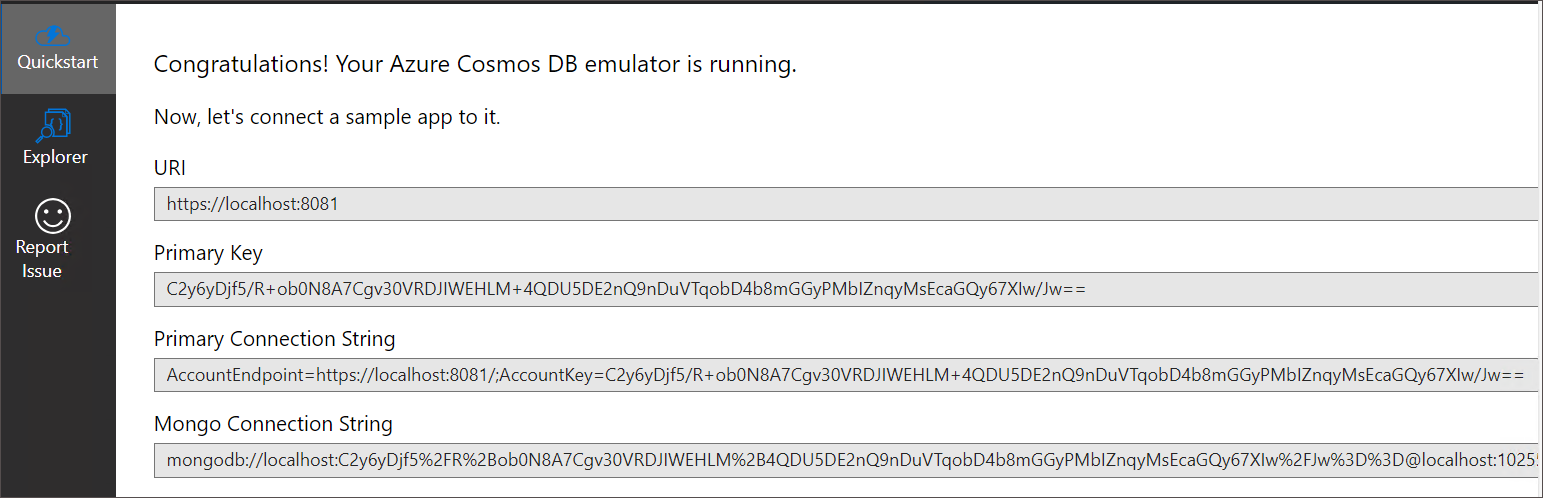 Quickstart
Explorer
Report
Issue
Congratulations! Your Azure Cosmos DB emulator is running.
Now, let's connect a sample app to it.
URI
https://localhost:8081
Primary Key
C2y6yDjf5/R+ob0N8A7Cgv30VRDJIWEHLM+4QDU5DE2nQ9nDuVTqobD4b8mGGyPMbIZnqyMsEcaGQy67XIw/Jw==
Primary Connection String
AccountEndpoint=https://localhost:8081/;AccountKey=C2y6yDjf5/R+ob0N8A7Cgv30VRDJIWEHLM+4QDU5DE2nQ9nDuVTqobD4b8mGGyPMbIZnqyMsEcaGQy67XIw/Jw==
Mongo Connection String
mongodb://localhost:C2y6yDjf5%2FR%2Bob0N8A7Cgv30VRDJIWEHLM%2B4QDU5DE2nQ9nDuVTqobD4b8mGGyPMbIZnqyMsEcaGQy67XIw%2FJw%3D%3D@localhost:10255